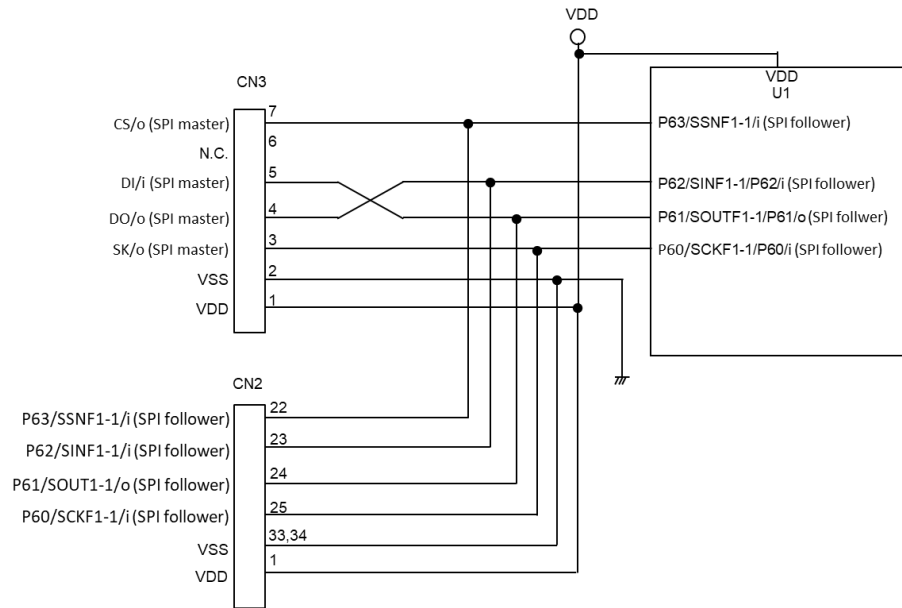 VDD
VDD
U1
CN3
CS/o (SPI master)
7
P63/SSNF1-1/i (SPI follower)
N.C.
6
DI/i (SPI master)
5
P62/SINF1-1/P62/i (SPI follower)
DO/o (SPI master)
4
P61/SOUTF1-1/P61/o (SPI follwer)
SK/o (SPI master)
3
P60/SCKF1-1/P60/i (SPI follower)
VSS
2
VDD
1
CN2
P63/SSNF1-1/i (SPI follower)
22
P62/SINF1-1/i (SPI follower)
23
P61/SOUT1-1/o (SPI follower)
24
P60/SCKF1-1/i (SPI follower)
25
VSS
33,34
VDD
1